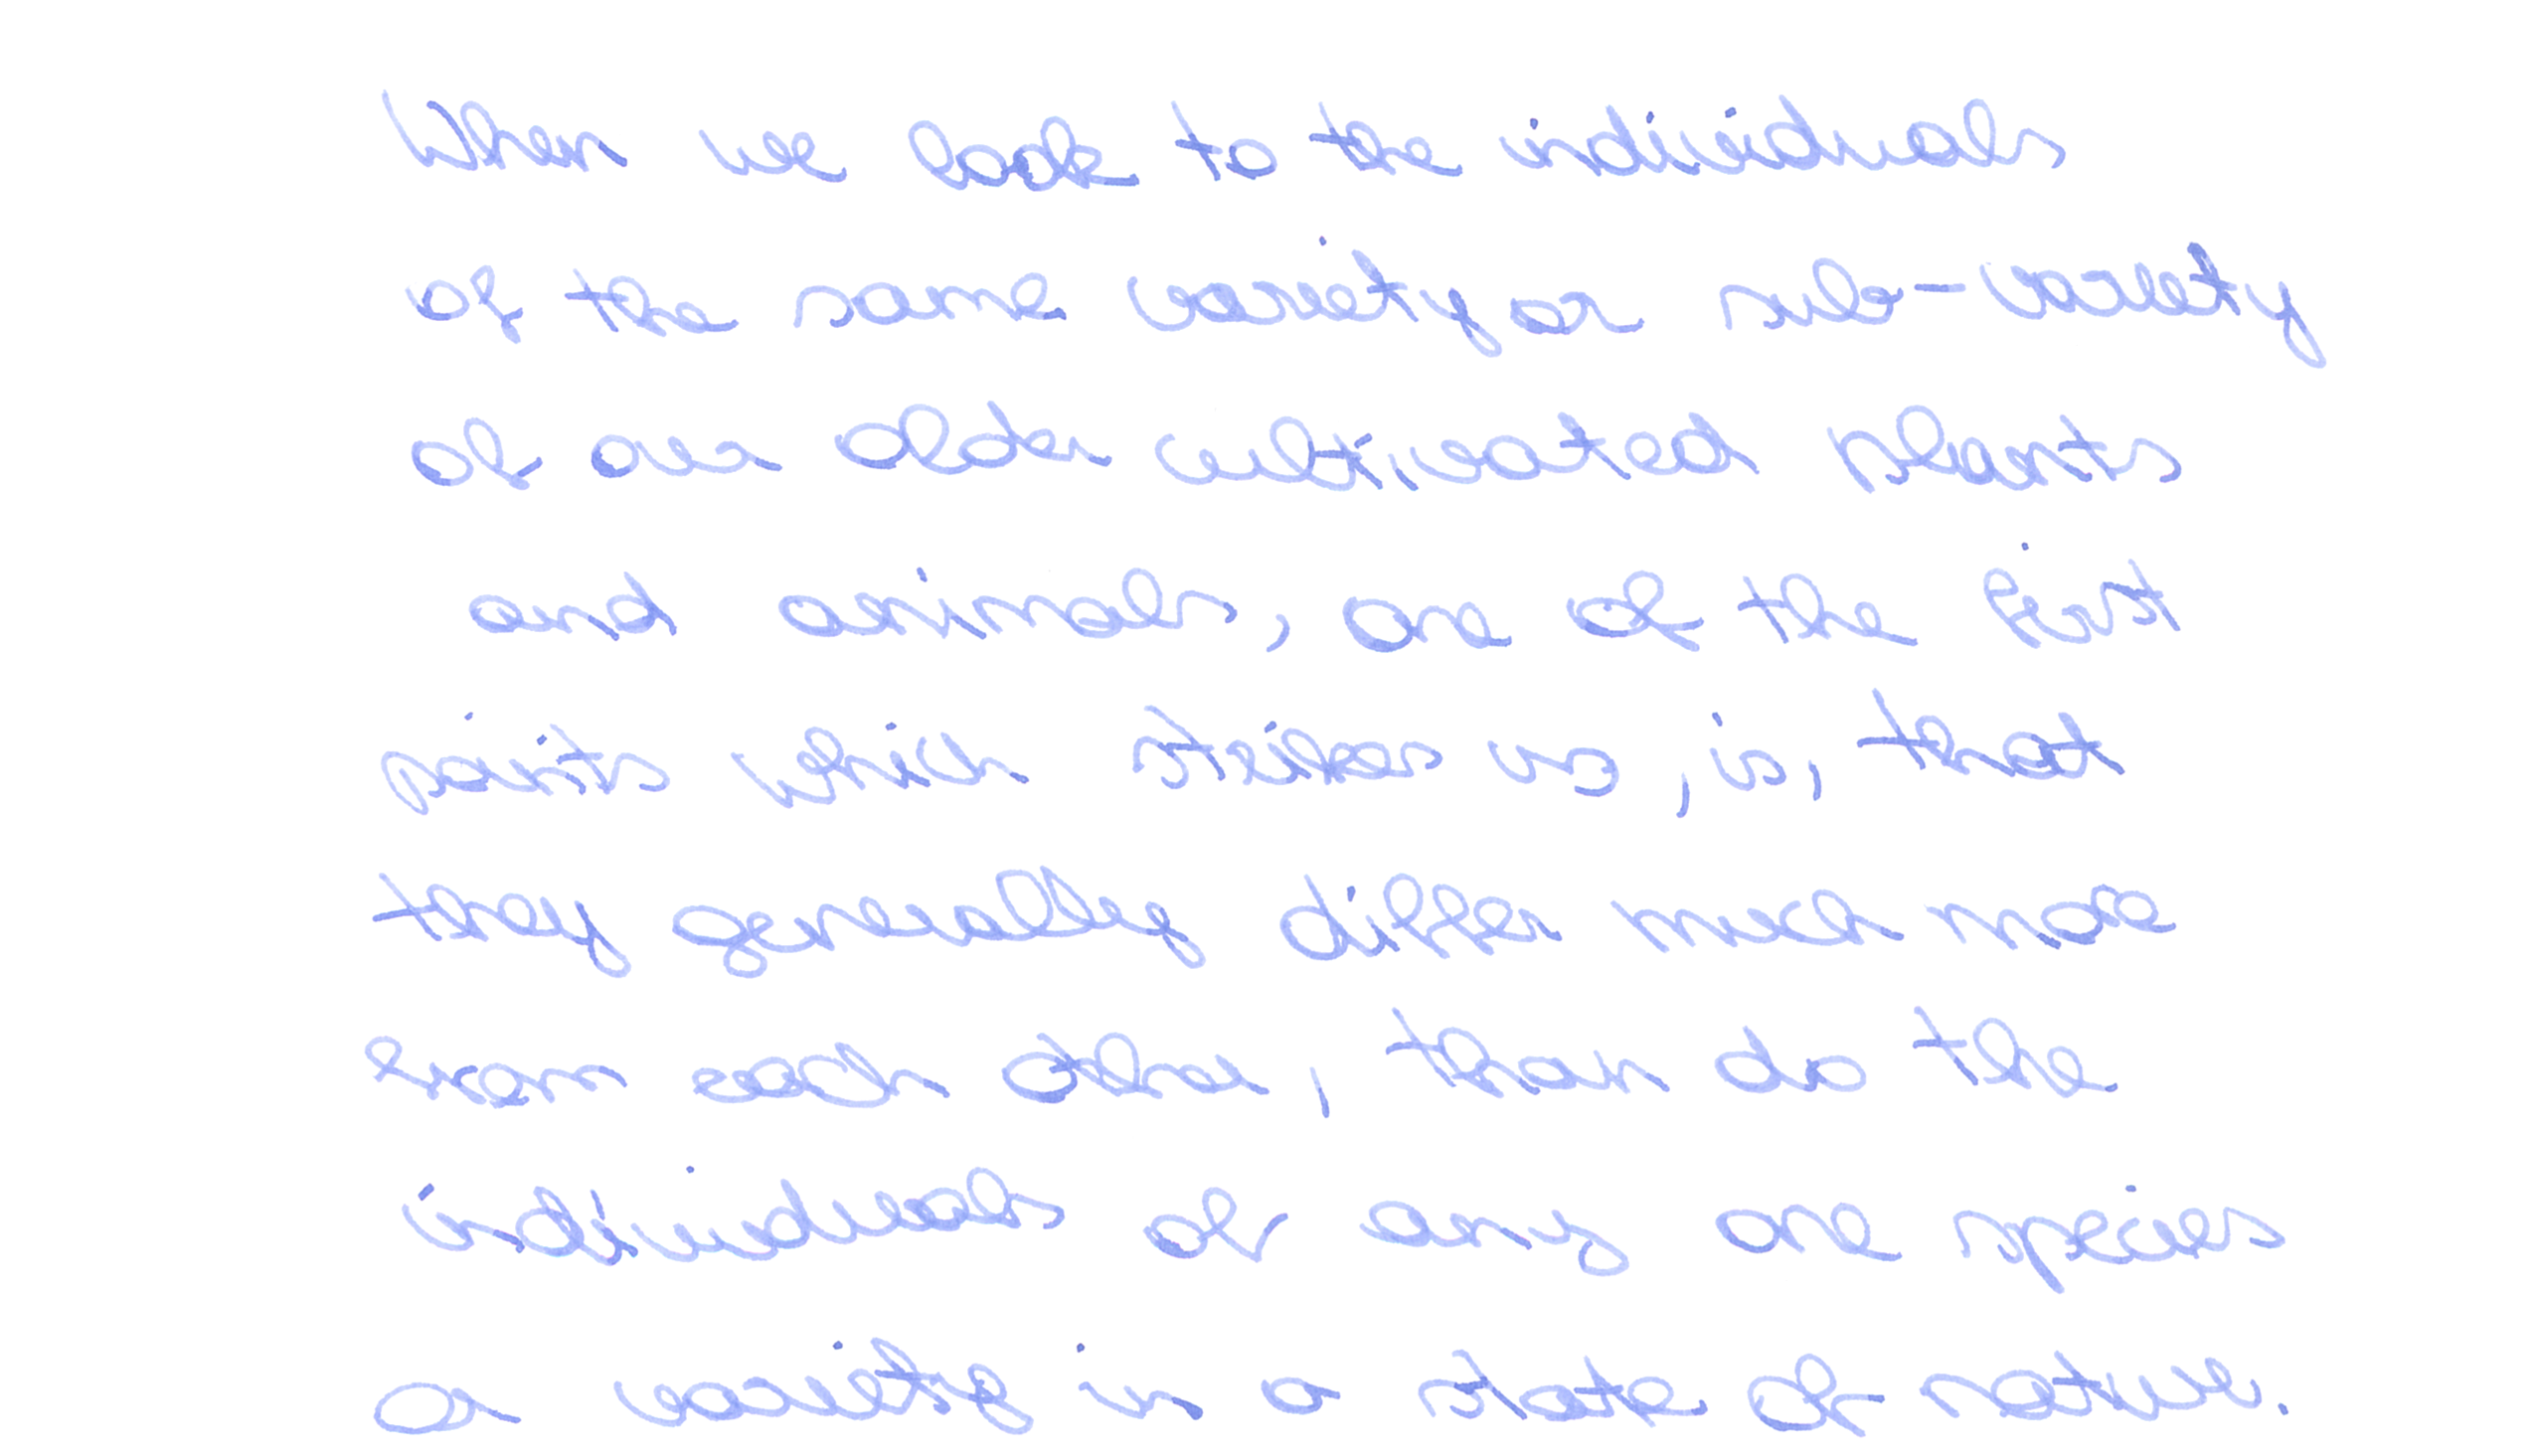 When we look to the individuals
of the same variety or sub-variety
of our older cultivated plants
and animals, one of the first
points which strikes us, is, that
they generally differ much more
from each other, than do the
individuals of any one species
or variety in a state of nature.